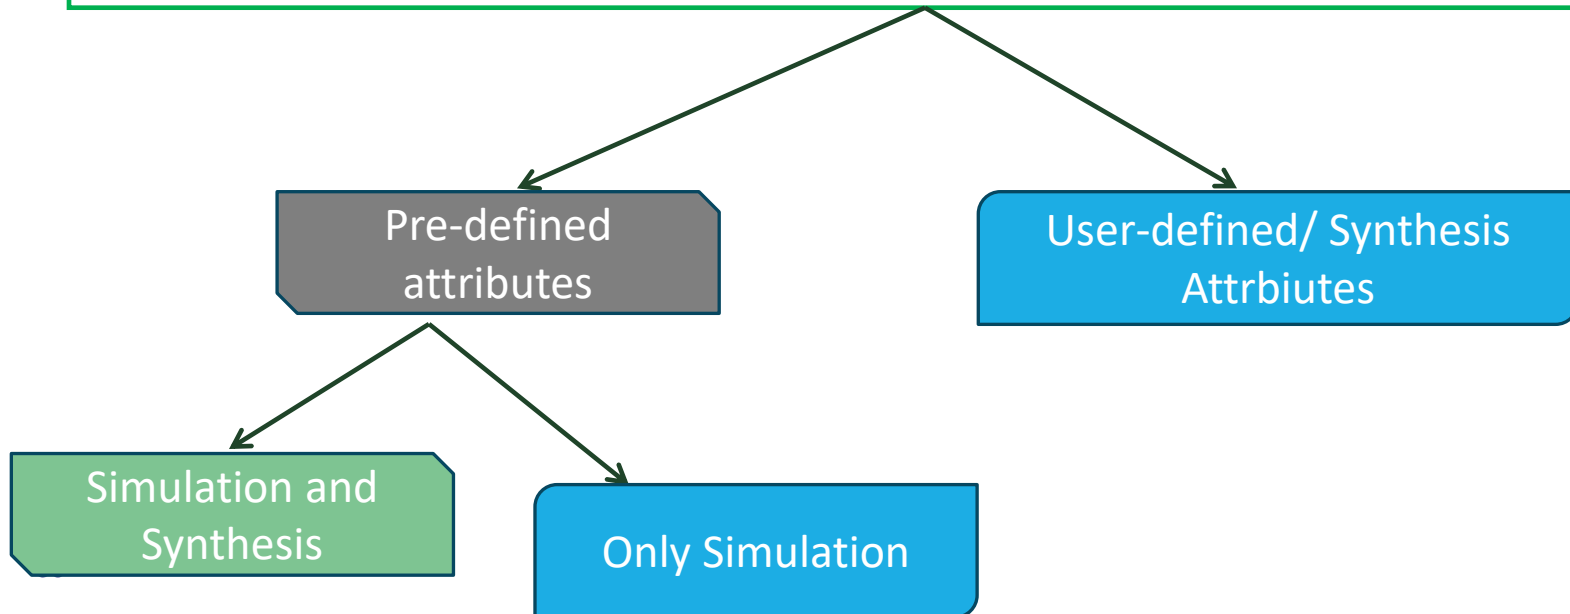 Pre-defined
attributes
User-defined/ Synthesis
Attrbiutes
Simulation and
Synthesis
Only Simulation